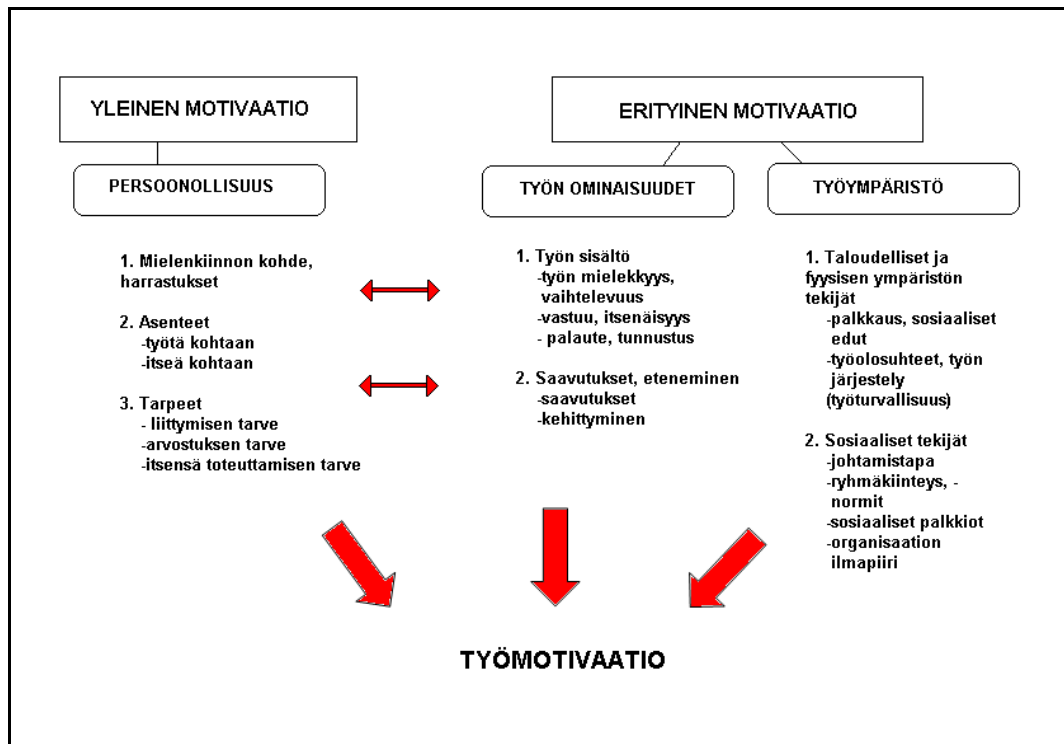 YLEINEN MOTIVAATIO
ERITYINEN MOTIVAATIO
PERSOONOLLISUUS
TYÖN OMINAISUUDET
TYÖYMPÄRISTÖ
1. Mielenkiinnon kohde,
harrastukset
2. Asenteet
-työtä kohtaan
-itseä kohtaan
3. Tarpeet
- liittymisen tarve
-arvostuksen tarve
-itsensä toteuttamisen tarve
1. Työn sisältö
-työn mielekkyys,
vaihtelevuus
-vastuu, itsenäisyys
- palaute, tunnustus
2. Saavutukset, eteneminen
-saavutukset
-kehittyminen
1. Taloudelliset ja
fyysisen ympäristön
tekijät
-palkkaus, sosiaaliset
edut
-työolosuhteet, työn
järjestely
(työturvallisuus)
2. Sosiaaliset tekijät
-johtamistapa
-ryhmäkiinteys, -
normit
-sosiaaliset palkkiot
-organisaation
ilmapiiri
TYÖMOTIVAATIO